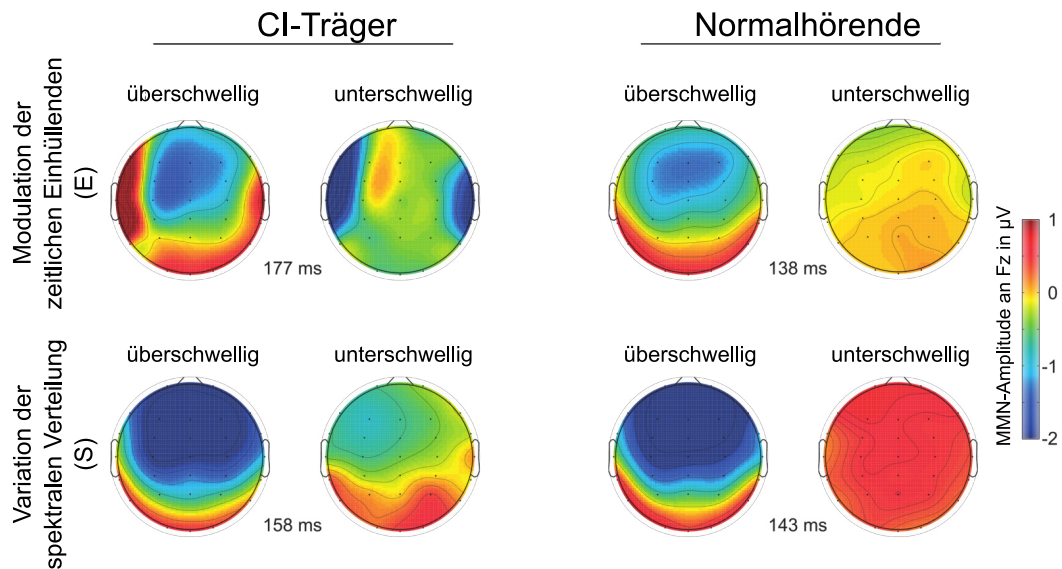 CI-Träger
Normalhörende
Modulation der
zeitlichen Einhüllenden
(E)
überschwellig
unterschwellig
überschwellig
unterschwellig
177 ms
138 ms
Variation der
spektralen Verteilung
(S)
überschwellig
unterschwellig
überschwellig
unterschwellig
158 ms
143 ms
MMN-Amplitude an Fz in µV
1
0
-1
-2